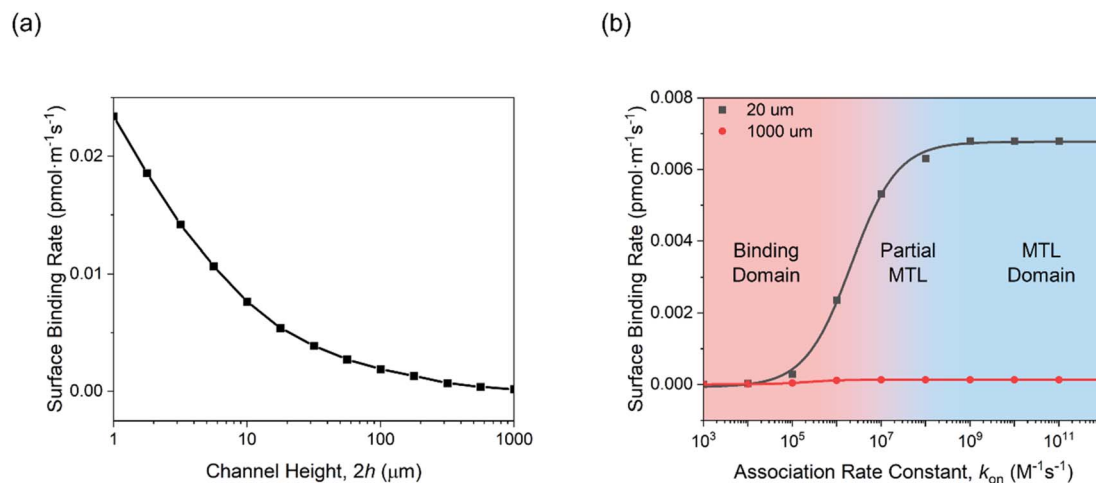 (a)
Surface Binding Rate (pmol·m⁻¹s⁻¹)
0.02
0.01
0.00
1
10
100
1000
Channel Height, 2h (μm)
(b)
Surface Binding Rate (pmol·m⁻¹s⁻¹)
0.008
0.006
0.004
0.002
0.000
20 um
1000 um
Binding
Domain
Partial
MTL
MTL
Domain
10³
10⁵
10⁷
10⁹
10¹¹
Association Rate Constant, kₒₙ (M⁻¹s⁻¹)